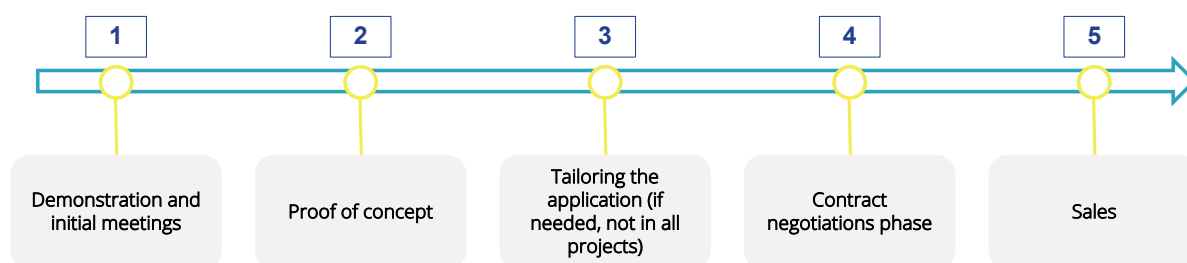 1
2
3
4
5
Demonstration and
initial meetings
Proof of concept
Tailoring the
application (if
needed, not in all
projects)
Contract
negotiations phase
Sales